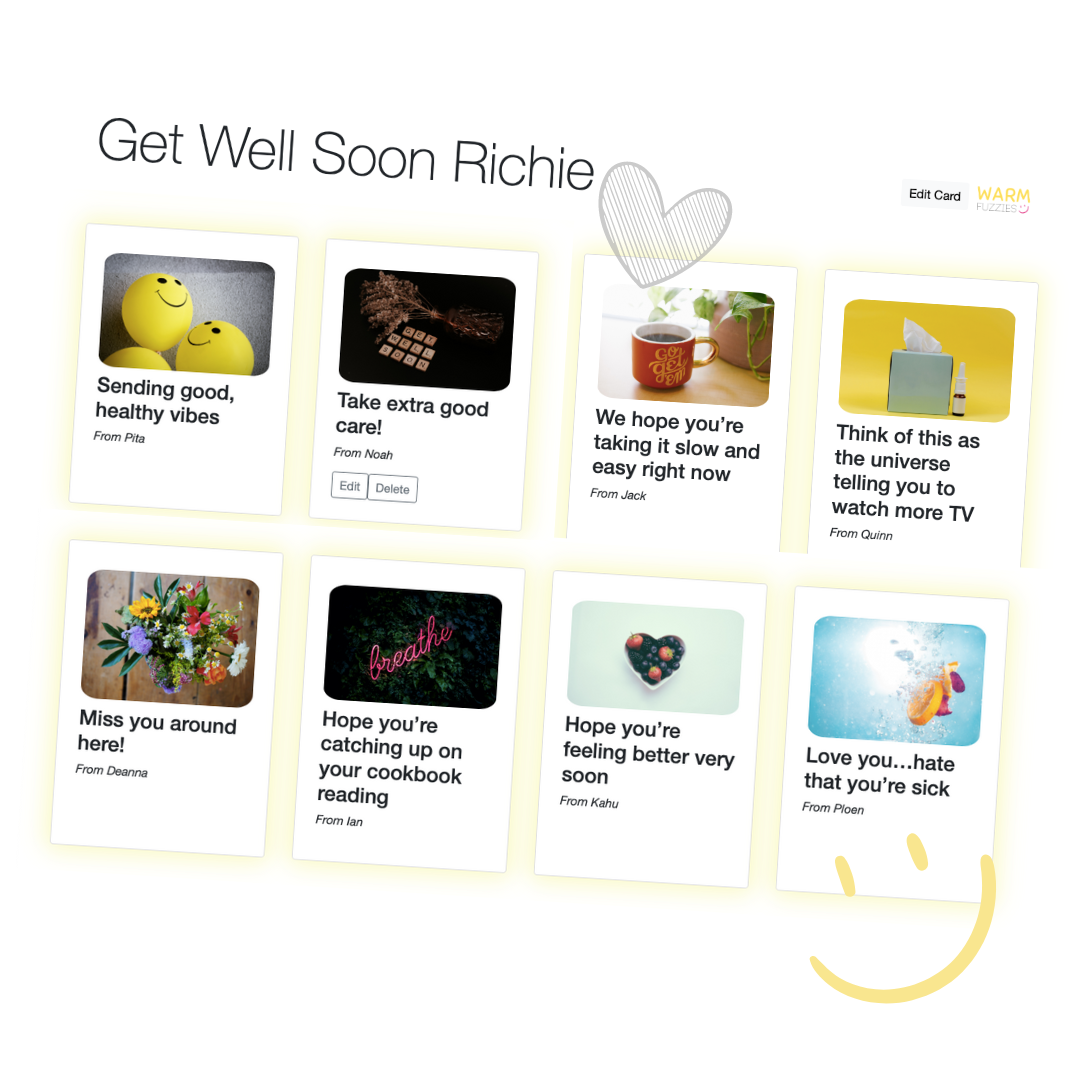 Get Well Soon Richie
Edit Card
WARM
FUZZIES
Sending good,
healthy vibes
From Pita
GET
WELL
SOON
Take extra good
care!
From Noah
Edit
Delete
GO
get
'EM
We hope you're
taking it slow and
easy right now
From Jack
Think of this as
the universe
telling you to
watch more TV
From Quinn
Miss you around
here!
From Deanna
breathe
Hope you're
catching up on
your cookbook
reading
From Ian
Hope you're
feeling better very
soon
From Kahu
Love you...hate
that you're sick
From Ploen